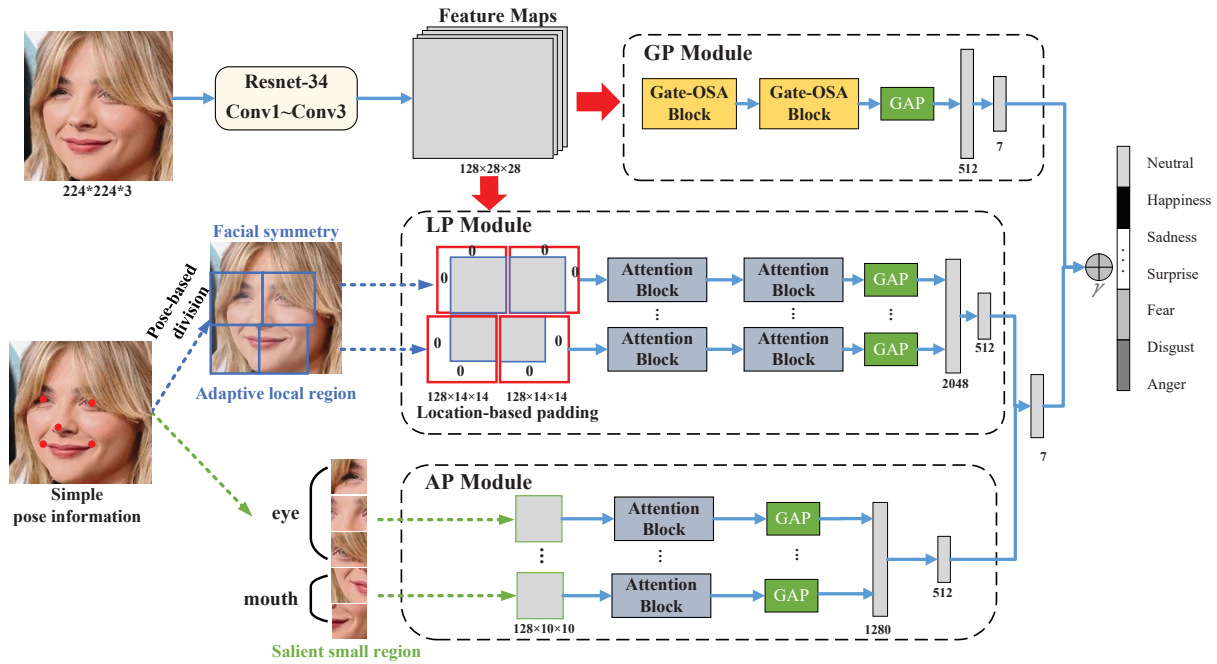 Feature Maps
Resnet-34
Conv1~Conv3
224*224*3
128×28×28
GP Module
Gate-OSA
Block
Gate-OSA
Block
GAP
512
7
Facial symmetry
Pose-based
division
Adaptive local region
LP Module
0
0
0
0
0
0
0
0
128×14×14
128×14×14
Location-based padding
Attention
Block
Attention
Block
GAP
...
...
...
Attention
Block
Attention
Block
GAP
2048
512
7
γ
Neutral
Happiness
Sadness
Surprise
Fear
Disgust
Anger
Simple
pose information
eye
mouth
Salient small region
AP Module
...
128×10×10
Attention
Block
GAP
...
...
Attention
Block
GAP
1280
512